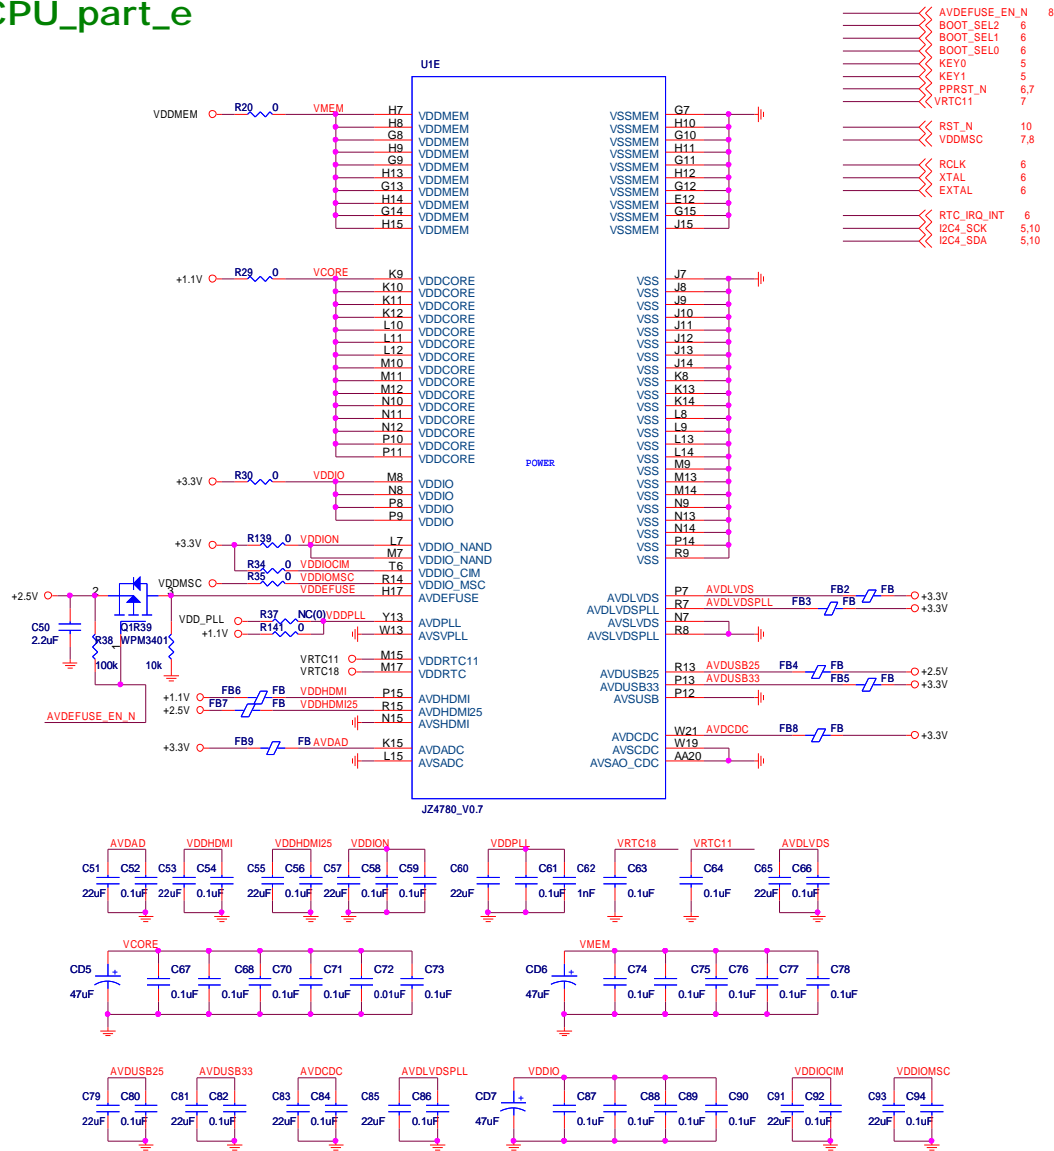 CPU_part_e
AVDEFUSE_EN_N 8
BOOT_SEL2 6
BOOT_SEL1 6
BOOT_SEL0 6
KEY0 5
KEY1 5
PPRST_N 6,7
VRTC11 7
RST_N 10
VDDMSC 7,8
RCLK 6
XTAL 6
EXTAL 6
RTC_IRQ_INT 6
I2C4_SCK 5,10
I2C4_SDA 5,10
U1E
VDDMEM R20 0 VMEM H7 VDDMEM VSSMEM G7
H8 VDDMEM VSSMEM H10
G8 VDDMEM VSSMEM G10
H9 VDDMEM VSSMEM H11
G9 VDDMEM VSSMEM G11
H13 VDDMEM VSSMEM H12
G13 VDDMEM VSSMEM G12
H14 VDDMEM VSSMEM E12
G14 VDDMEM VSSMEM G15
H15 VDDMEM VSSMEM J15
+1.1V R29 0 VCORE K9 VDDCORE VSS J7
K10 VDDCORE VSS J8
K11 VDDCORE VSS J9
K12 VDDCORE VSS J10
L10 VDDCORE VSS J11
L11 VDDCORE VSS J12
L12 VDDCORE VSS J13
M10 VDDCORE VSS J14
M11 VDDCORE VSS K8
M12 VDDCORE VSS K13
N10 VDDCORE VSS K14
N11 VDDCORE VSS L8
N12 VDDCORE VSS L9
P10 VDDCORE VSS L13
P11 VDDCORE VSS L14
POWER
VSS M9
+3.3V R30 0 VDDIO M8 VDDIO VSS M13
N8 VDDIO VSS M14
P8 VDDIO VSS N9
P9 VDDIO VSS N13
VSS N14
+3.3V R139 0 VDDION L7 VDDIO_NAND VSS P14
M7 VDDIO_NAND VSS R9
R34 0 VDDIOCIM T6 VDDIO_CIM
VDDMSC R35 0 VDDIOMSC R14 VDDIO_MSC
+2.5V 2 3 VDDEFUSE H17 AVDEFUSE AVDLVDS P7 AVDLVDS FB2 FB +3.3V
AVDLVDSPLL R7 AVDLVDSPLL FB3 FB +3.3V
C50 2.2uF R38 100k 1 Q1 WPM3401 R39 10k
VDD_PLL R37 NC(0) VDDPLL Y13 AVDPLL AVSLVDS N7
+1.1V R141 0 W13 AVSVPLL AVSLVDSPLL R8
VRTC11 M15 VDDRTC11
VRTC18 M17 VDDRTC AVDUSB25 R13 AVDUSB25 FB4 FB +2.5V
AVDUSB33 P13 AVDUSB33 FB5 FB +3.3V
+1.1V FB6 FB VDDHDMI P15 AVDHDMI AVSUSB P12
+2.5V FB7 FB VDDHDMI25 R15 AVDHDMI25
AVDEFUSE_EN_N
N15 AVSHDMI
AVDCDC W21 AVDCDC FB8 FB +3.3V
+3.3V FB9 FB AVDAD K15 AVDADC AVSCDC W19
L15 AVSADC AVSAO_CDC AA20
JZ4780_V0.7
AVDAD VDDHDMI VDDHDMI25 VDDION VDDPLL VRTC18 VRTC11 AVDLVDS
C51 C52 C53 C54 C55 C56 C57 C58 C59 C60 C61 C62 C63 C64 C65 C66
22uF 0.1uF 22uF 0.1uF 22uF 0.1uF 22uF 0.1uF 0.1uF 22uF 0.1uF 1nF 0.1uF 0.1uF 22uF 0.1uF
VCORE VMEM
CD5 + C67 C68 C70 C71 C72 C73 CD6 + C74 C75 C76 C77 C78
47uF 0.1uF 0.1uF 0.1uF 0.1uF 0.01uF 0.1uF 47uF 0.1uF 0.1uF 0.1uF 0.1uF 0.1uF
AVDUSB25 AVDUSB33 AVDCDC AVDLVDSPLL VDDIO VDDIOCIM VDDIOMSC
C79 C80 C81 C82 C83 C84 C85 C86 CD7 + C87 C88 C89 C90 C91 C92 C93 C94
22uF 0.1uF 22uF 0.1uF 22uF 0.1uF 22uF 0.1uF 47uF 0.1uF 0.1uF 0.1uF 0.1uF 22uF 0.1uF 22uF 0.1uF